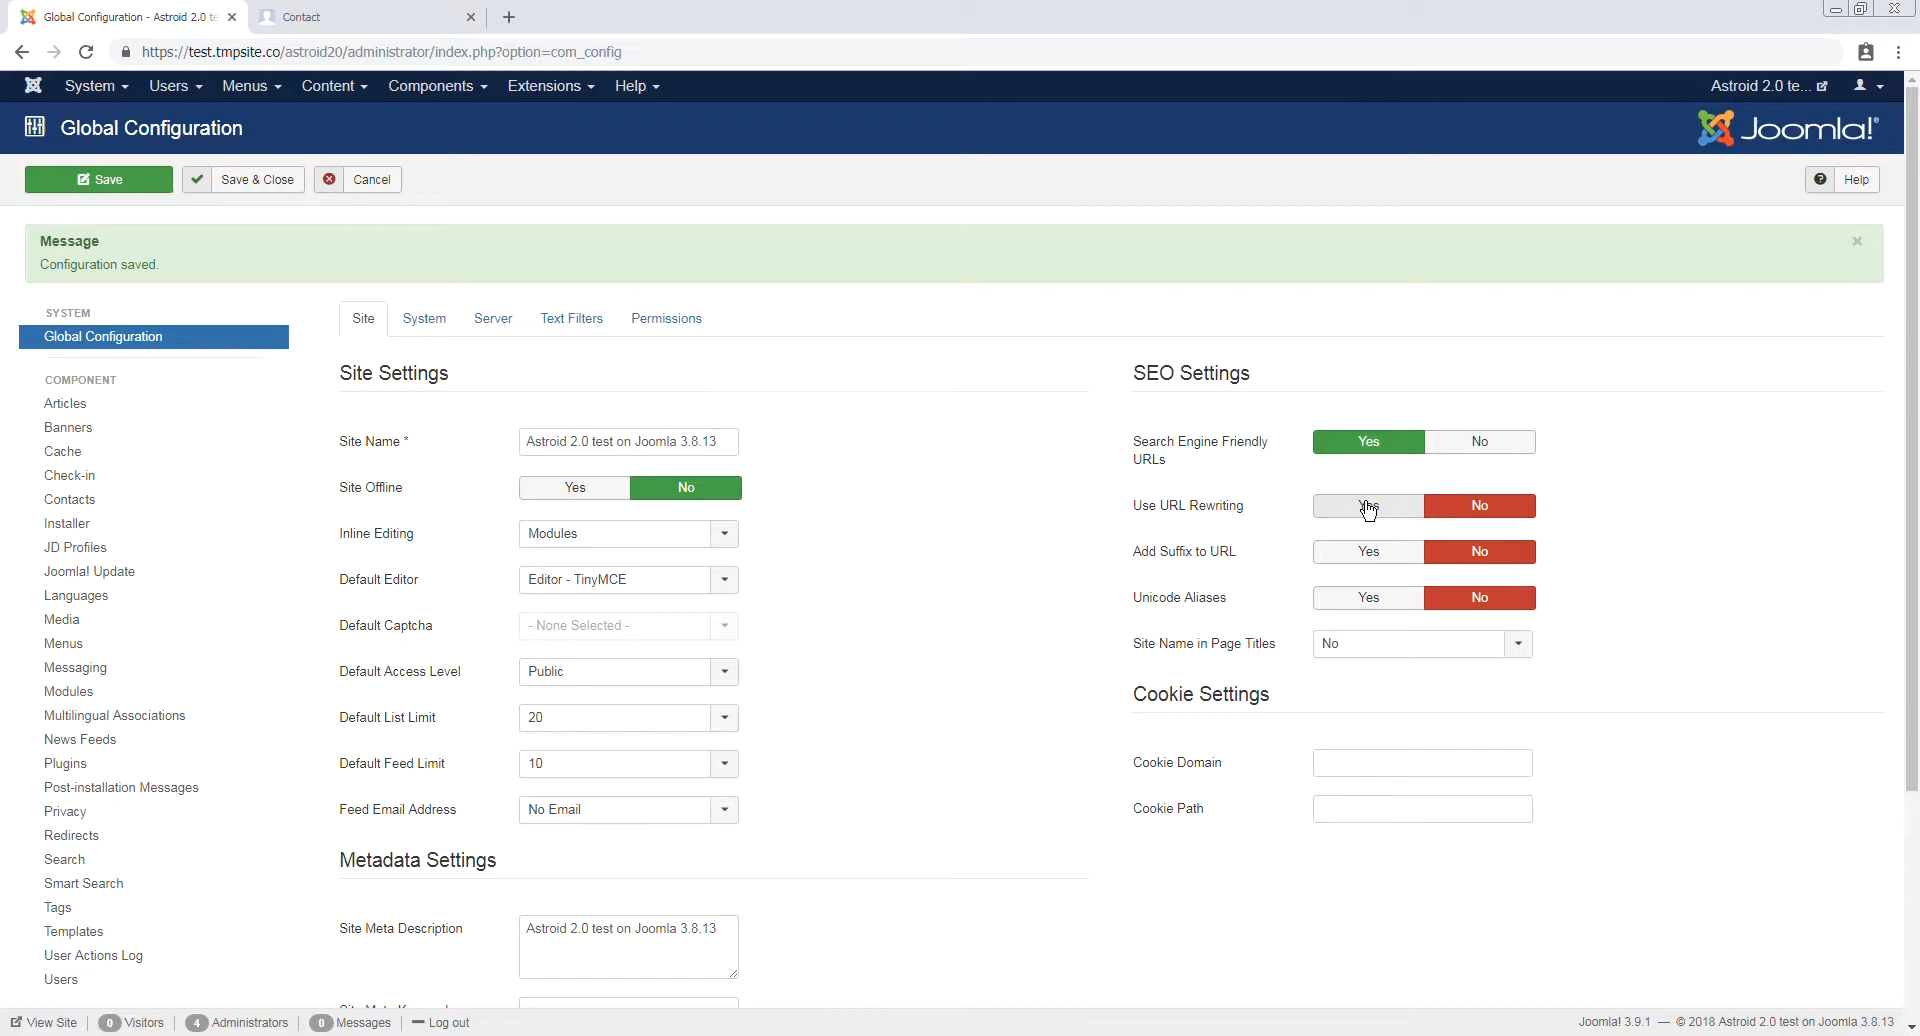 Global Configuration - Astroid 2.0 te
Contact
https://test.tmpsite.co/astroid20/administrator/index.php?option=com_config
System Users Menus Content Components Extensions Help Astroid 2.0 te...
Global Configuration Joomla!®
Save Save & Close Cancel Help
Message
Configuration saved.
SYSTEM
Global Configuration
COMPONENT
Articles
Banners
Cache
Check-in
Contacts
Installer
JD Profiles
Joomla! Update
Languages
Media
Menus
Messaging
Modules
Multilingual Associations
News Feeds
Plugins
Post-installation Messages
Privacy
Redirects
Search
Smart Search
Tags
Templates
User Actions Log
Users
Site System Server Text Filters Permissions
Site Settings
Site Name * Astroid 2.0 test on Joomla 3.8.13
Site Offline Yes No
Inline Editing Modules
Default Editor Editor - TinyMCE
Default Captcha - None Selected -
Default Access Level Public
Default List Limit 20
Default Feed Limit 10
Feed Email Address No Email
Metadata Settings
Site Meta Description Astroid 2.0 test on Joomla 3.8.13
SEO Settings
Search Engine Friendly
URLs Yes No
Use URL Rewriting Yes No
Add Suffix to URL Yes No
Unicode Aliases Yes No
Site Name in Page Titles No
Cookie Settings
Cookie Domain
Cookie Path
View Site 0 Visitors 4 Administrators 0 Messages Log out Joomla! 3.9.1 — © 2018 Astroid 2.0 test on Joomla 3.8.13